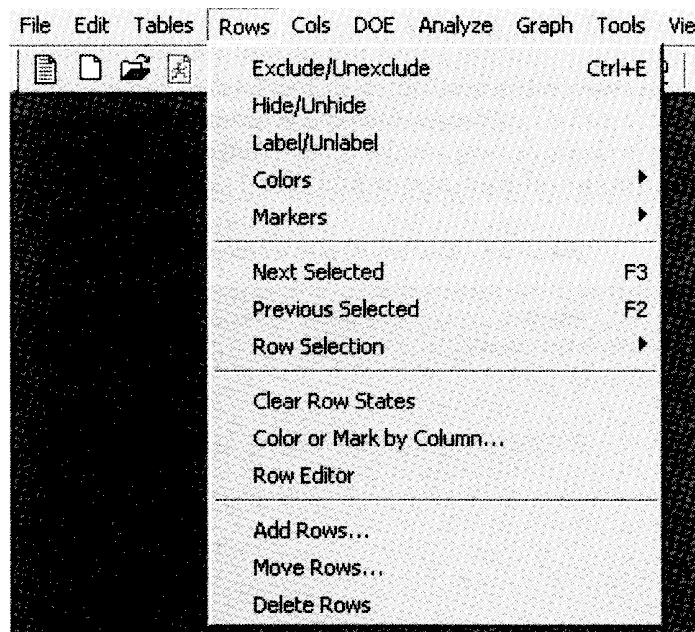 File Edit Tables Rows Cols DOE Analyze Graph Tools Vie
Exclude/Unexclude Ctrl+E
Hide/Unhide
Label/Unlabel
Colors
Markers
Next Selected F3
Previous Selected F2
Row Selection
Clear Row States
Color or Mark by Column...
Row Editor
Add Rows...
Move Rows...
Delete Rows